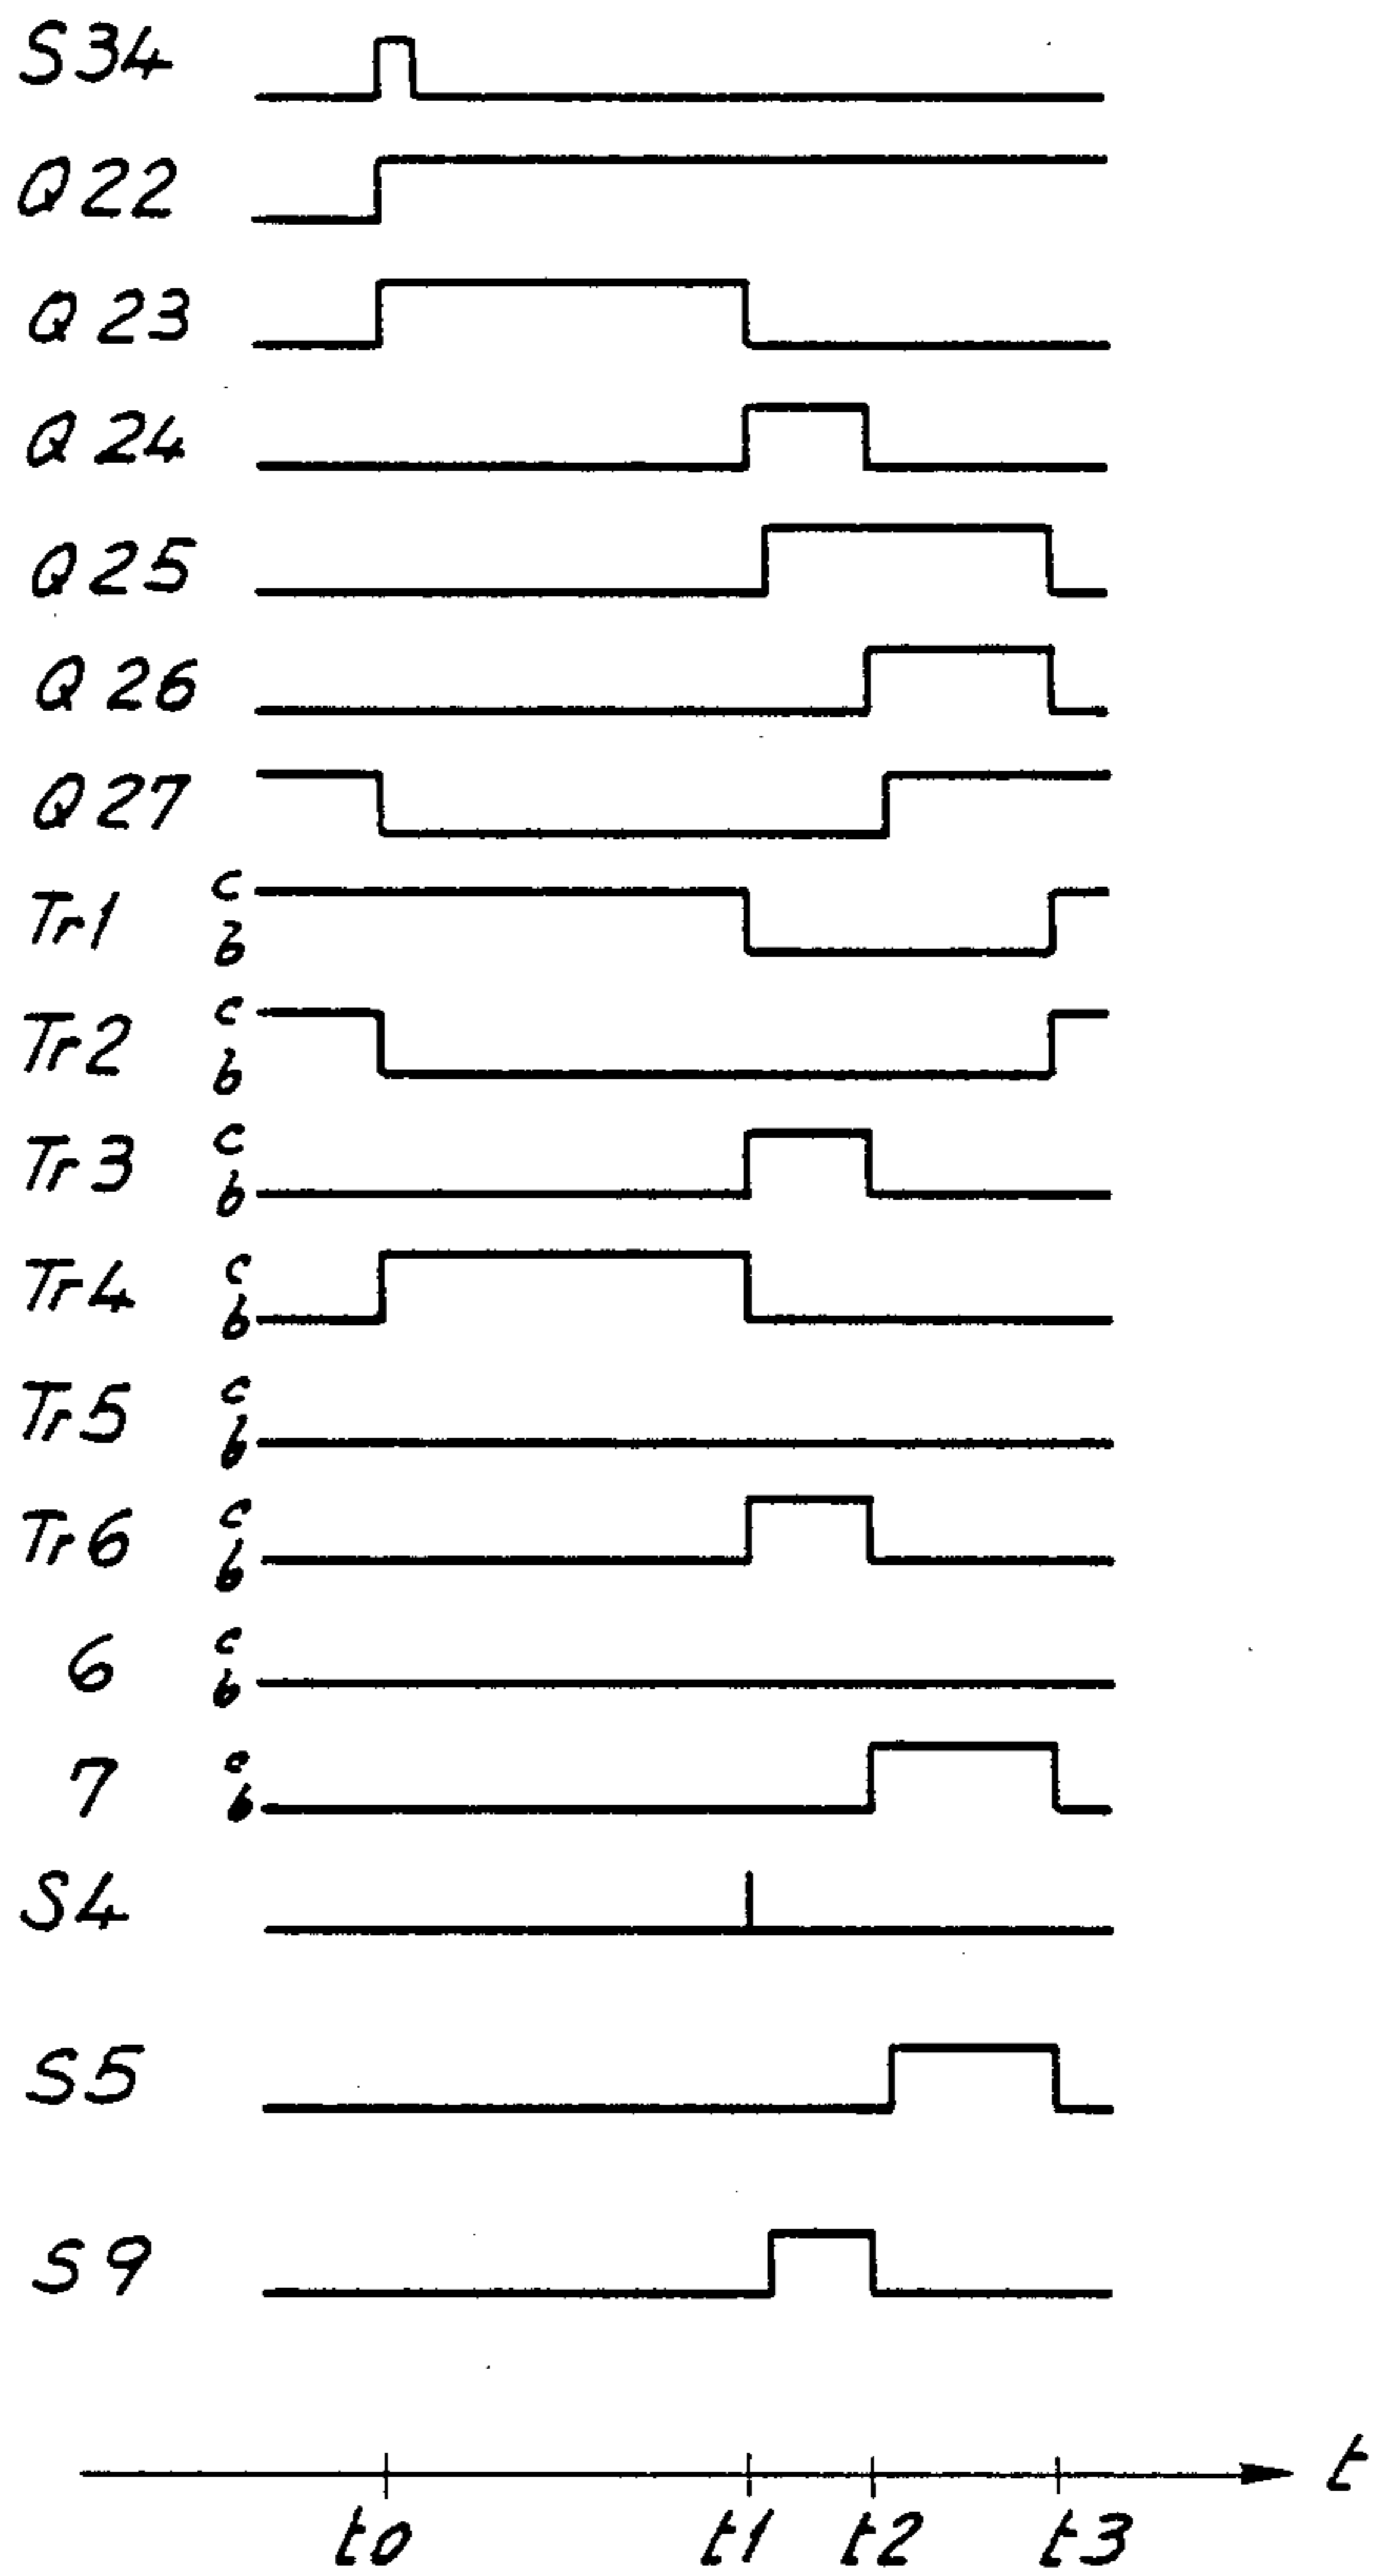 S34
Q22
Q23
Q24
Q25
Q26
Q27
Tr1 c
b
Tr2 c
b
Tr3 c
b
Tr4 c
b
Tr5 c
b
Tr6 c
b
6 c
b
7 c
b
S4
S5
S9
t
t0 t1 t2 t3